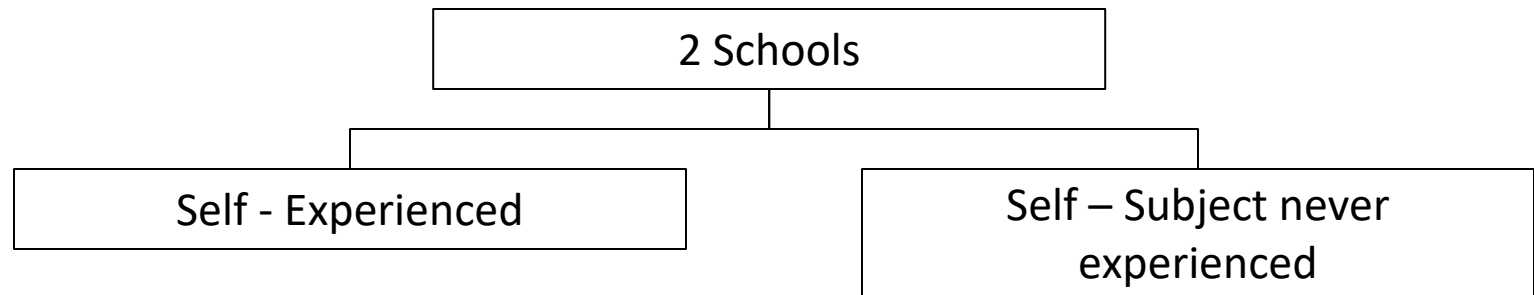 2 Schools
Self - Experienced
Self – Subject never
experienced